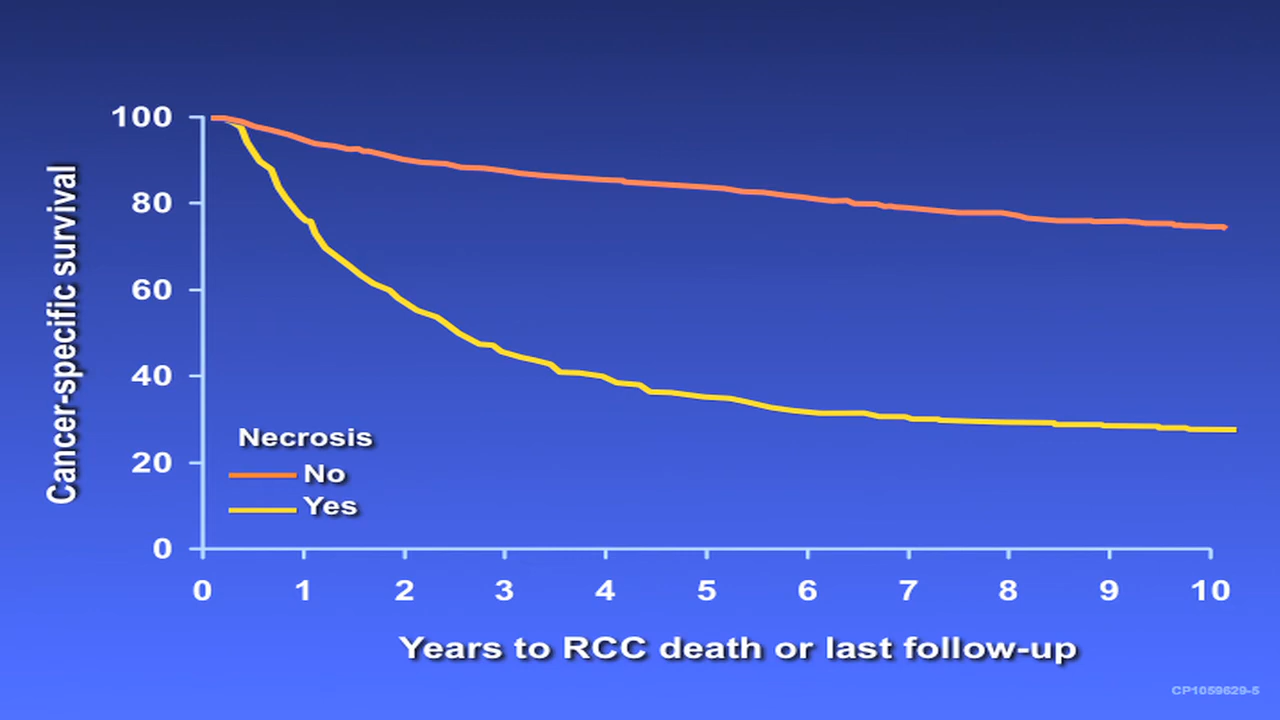 100
80
60
40
20
0
Cancer-specific survival
Necrosis
No
Yes
0 1 2 3 4 5 6 7 8 9 10
Years to RCC death or last follow-up
CP1059629-5